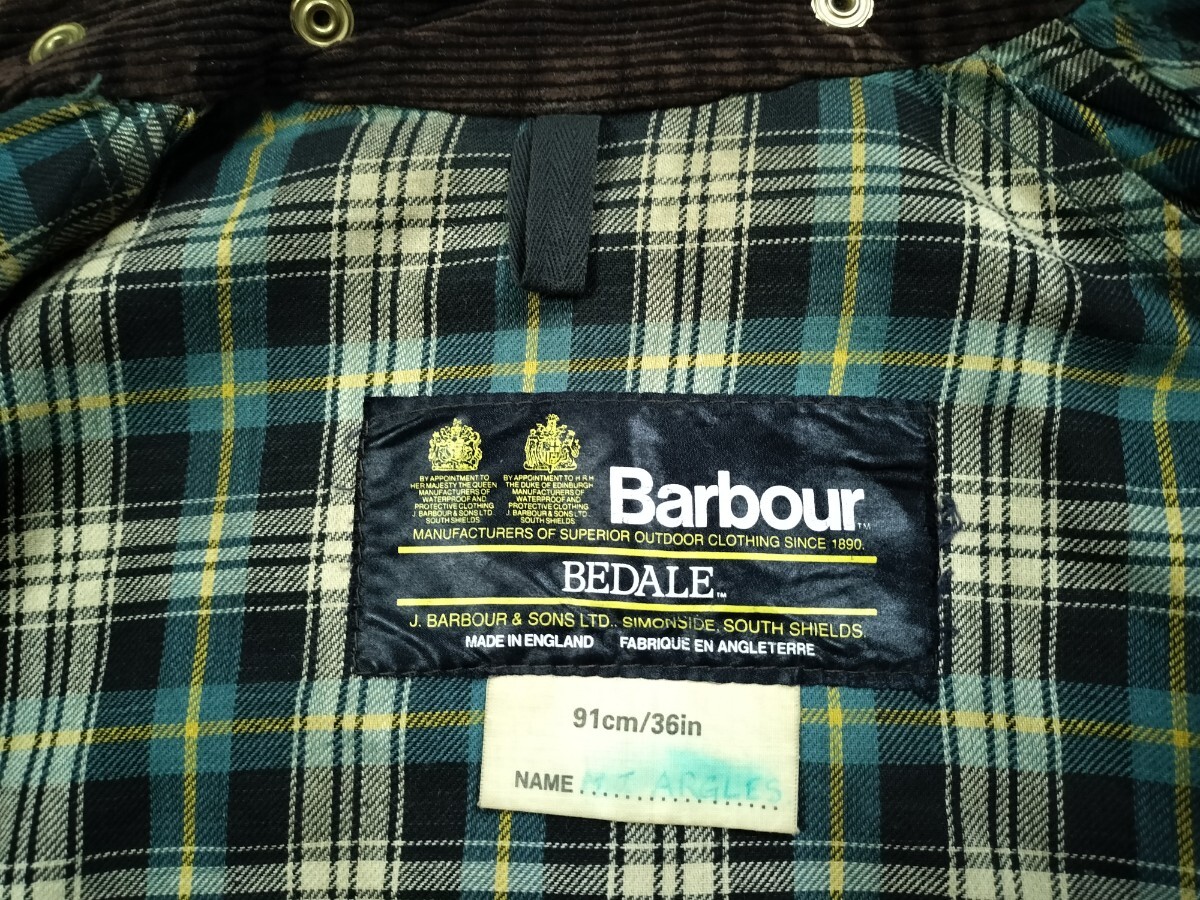 BY APPOINTMENT TO
HER MAJESTY THE QUEEN
MANUFACTURERS OF
WATERPROOF AND
PROTECTIVE CLOTHING
J. BARBOUR & SONS LTD
SOUTH SHIELDS
BY APPOINTMENT TO H R H
THE DUKE OF EDINBURGH
MANUFACTURERS OF
WATERPROOF AND
PROTECTIVE CLOTHING
J. BARBOUR & SONS LTD
SOUTH SHIELDS
Barbour™
MANUFACTURERS OF SUPERIOR OUTDOOR CLOTHING SINCE 1890.
BEDALE™
J. BARBOUR & SONS LTD., SIMONSIDE, SOUTH SHIELDS.
MADE IN ENGLAND FABRIQUE EN ANGLETERRE
91cm/36in
NAME M.T ARGLES